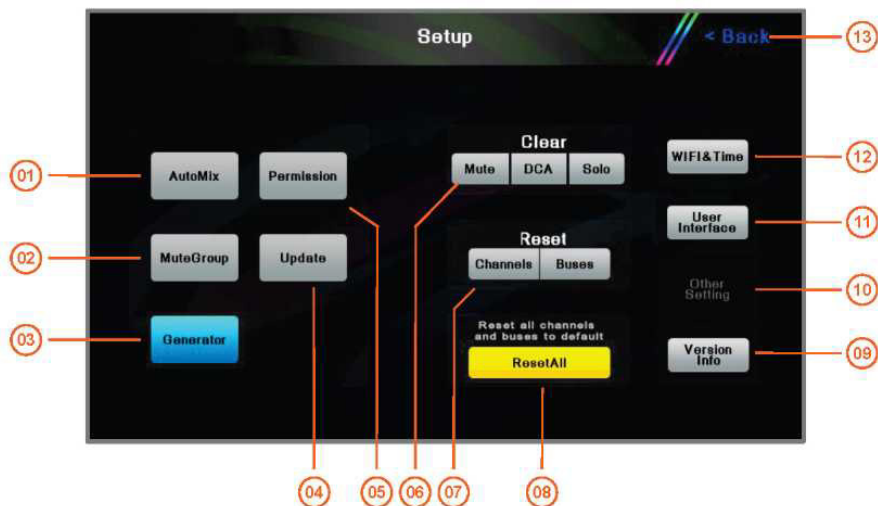 Setup
< Back
13
Clear
01
AutoMix
Permission
Mute
DCA
Solo
WIFI&Time
12
User
Interface
11
02
MuteGroup
Update
Reset
Channels
Buses
Other
Setting
10
03
Generator
Reset all channels
and buses to default
ResetAll
Version
Info
09
04
05
06
07
08